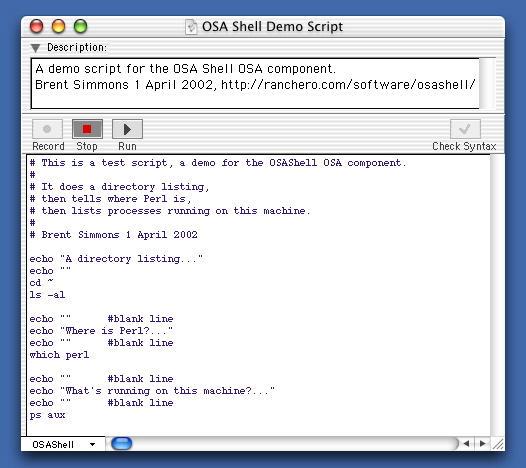 OSA Shell Demo Script
Description:
A demo script for the OSA Shell OSA component.
Brent Simmons 1 April 2002, http://ranchero.com/software/osashell/
Record Stop Run Check Syntax
# This is a test script, a demo for the OSAShell OSA component.
#
# It does a directory listing,
# then tells where Perl is,
# then lists processes running on this machine.
#
# Brent Simmons 1 April 2002
echo "A directory listing..."
echo ""
cd ~
ls -al
echo "" #blank line
echo "Where is Perl?..."
echo "" #blank line
which perl
echo "" #blank line
echo "What's running on this machine?..."
echo "" #blank line
ps aux
OSAShell